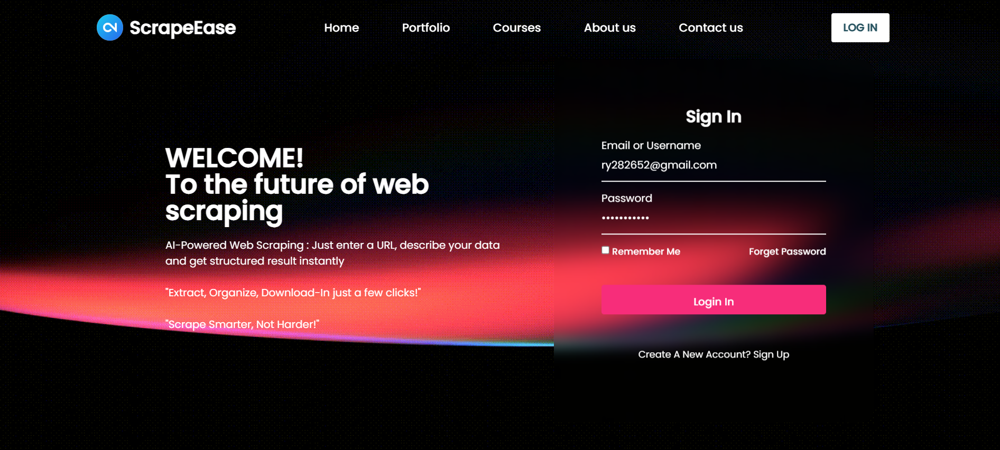 ScrapeEase
Home
Portfolio
Courses
About us
Contact us
LOG IN
WELCOME!
To the future of web
scraping
AI-Powered Web Scraping : Just enter a URL, describe your data
and get structured result instantly
"Extract, Organize, Download-In just a few clicks!"
"Scrape Smarter, Not Harder!"
Sign In
Email or Username
ry282652@gmail.com
Password
•••••••••••
Remember Me
Forget Password
Login In
Create A New Account? Sign Up